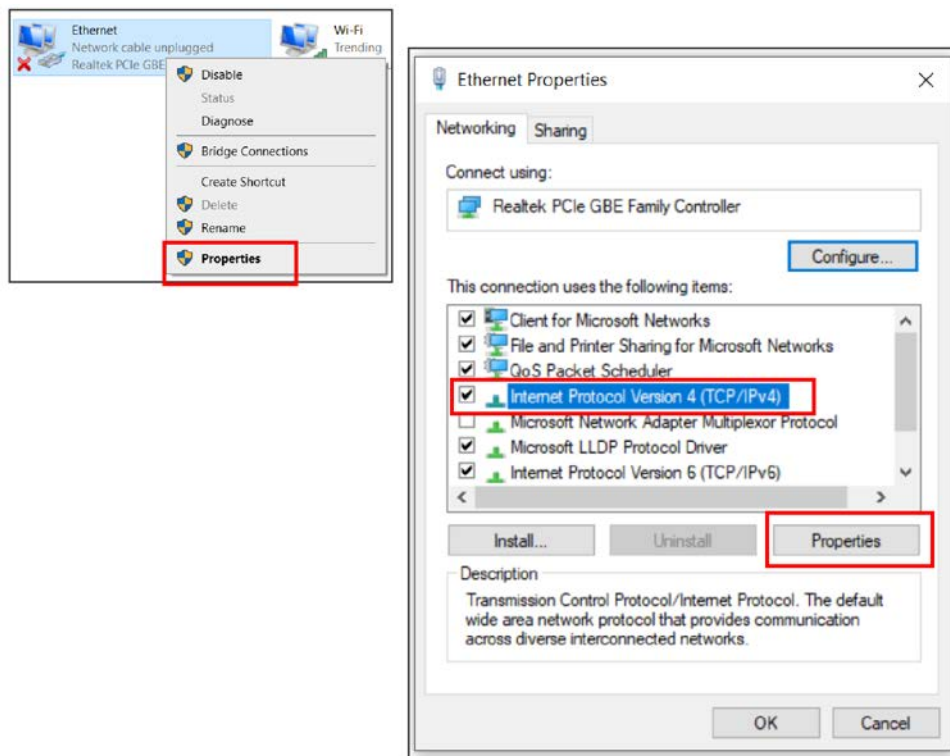 Ethernet
Network cable unplugged
Realtek PCIe GBE
Wi-Fi
Trending
Disable
Status
Diagnose
Bridge Connections
Create Shortcut
Delete
Rename
Properties
Ethernet Properties
Networking
Sharing
Connect using:
Realtek PCIe GBE Family Controller
Configure...
This connection uses the following items:
Client for Microsoft Networks
File and Printer Sharing for Microsoft Networks
QoS Packet Scheduler
Internet Protocol Version 4 (TCP/IPv4)
Microsoft Network Adapter Multiplexor Protocol
Microsoft LLDP Protocol Driver
Internet Protocol Version 6 (TCP/IPv6)
Install...
Uninstall
Properties
Description
Transmission Control Protocol/Internet Protocol. The default
wide area network protocol that provides communication
across diverse interconnected networks.
OK
Cancel